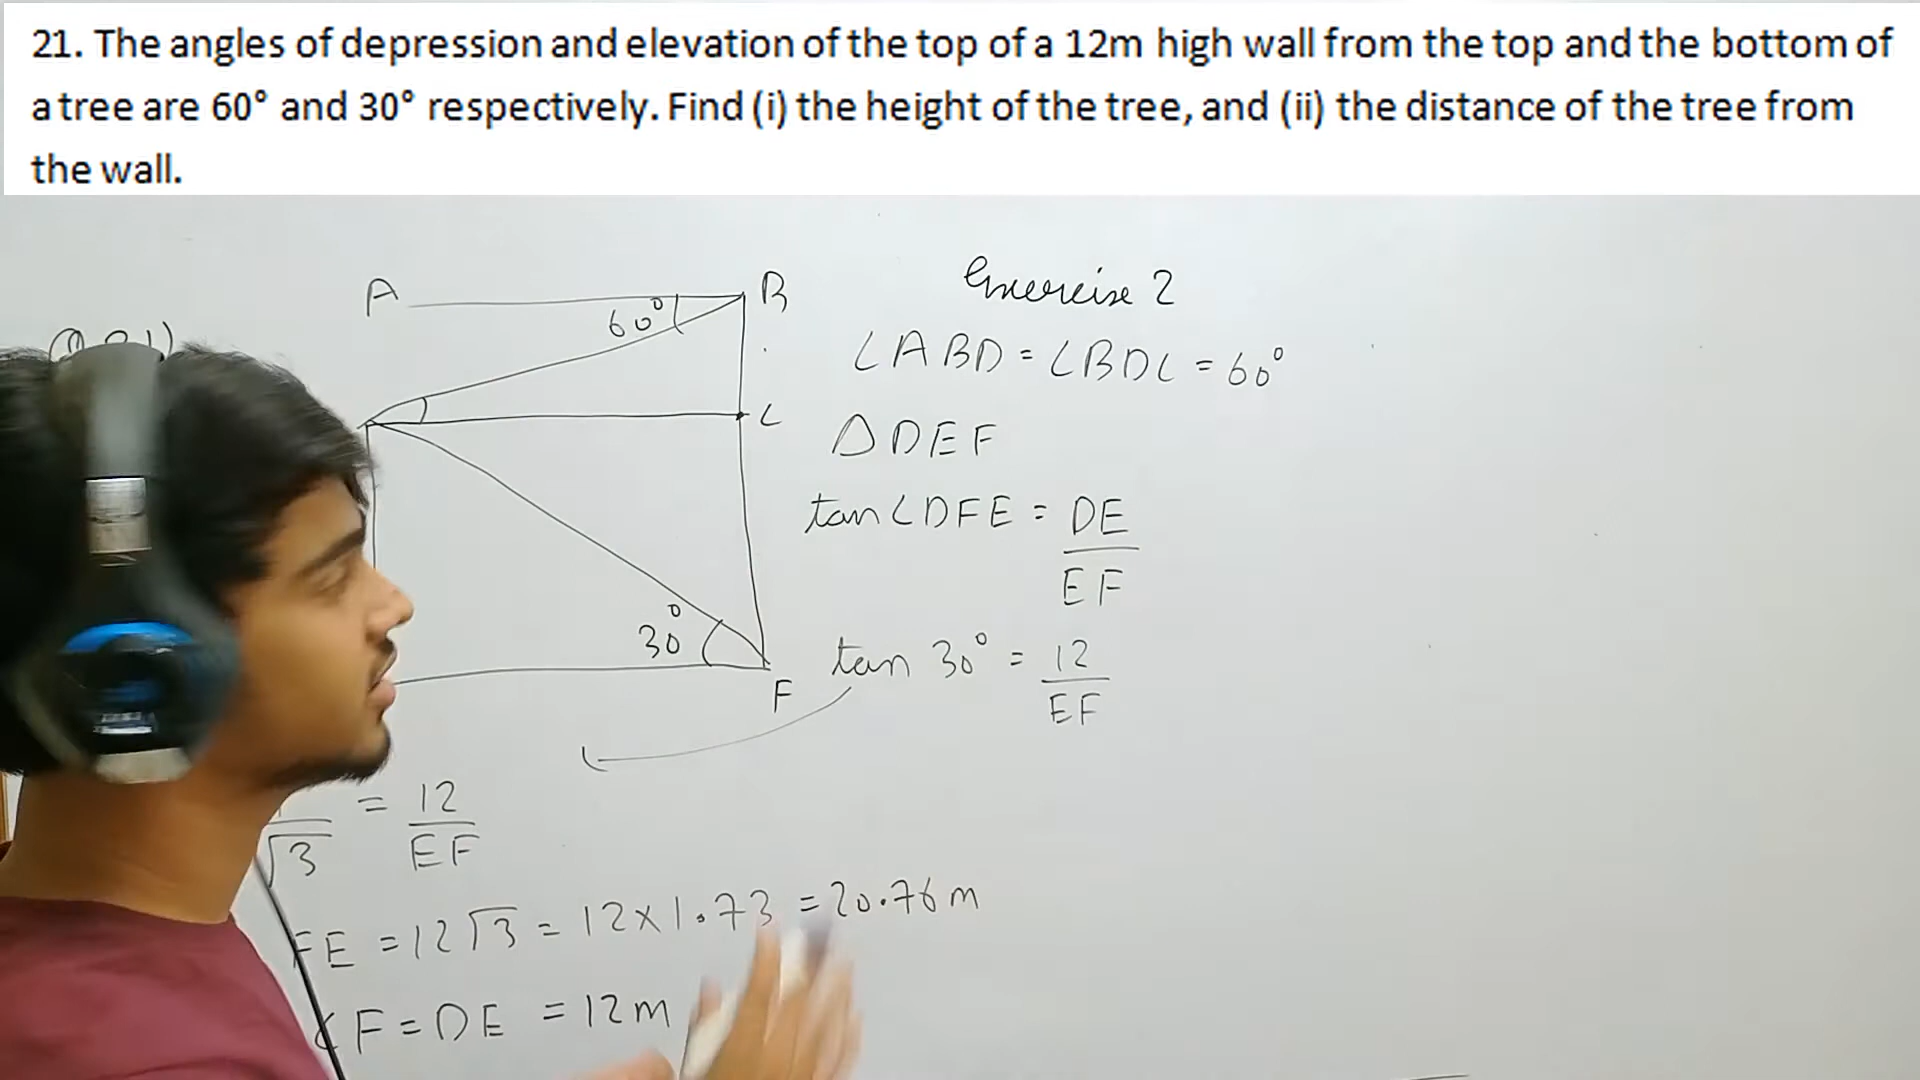 21. The angles of depression and elevation of the top of a 12m high wall from the top and the bottom of
a tree are 60° and 30° respectively. Find (i) the height of the tree, and (ii) the distance of the tree from
the wall.
Exercise 2
A
B
60°
∠ABD = ∠BDC = 60°
C
△DEF
tan∠DFE = DE
EF
30°
F
tan 30° = 12
EF
= 12
√3 EF
FE = 12√3 = 12×1.73 = 20.76 m
CF = DE = 12m